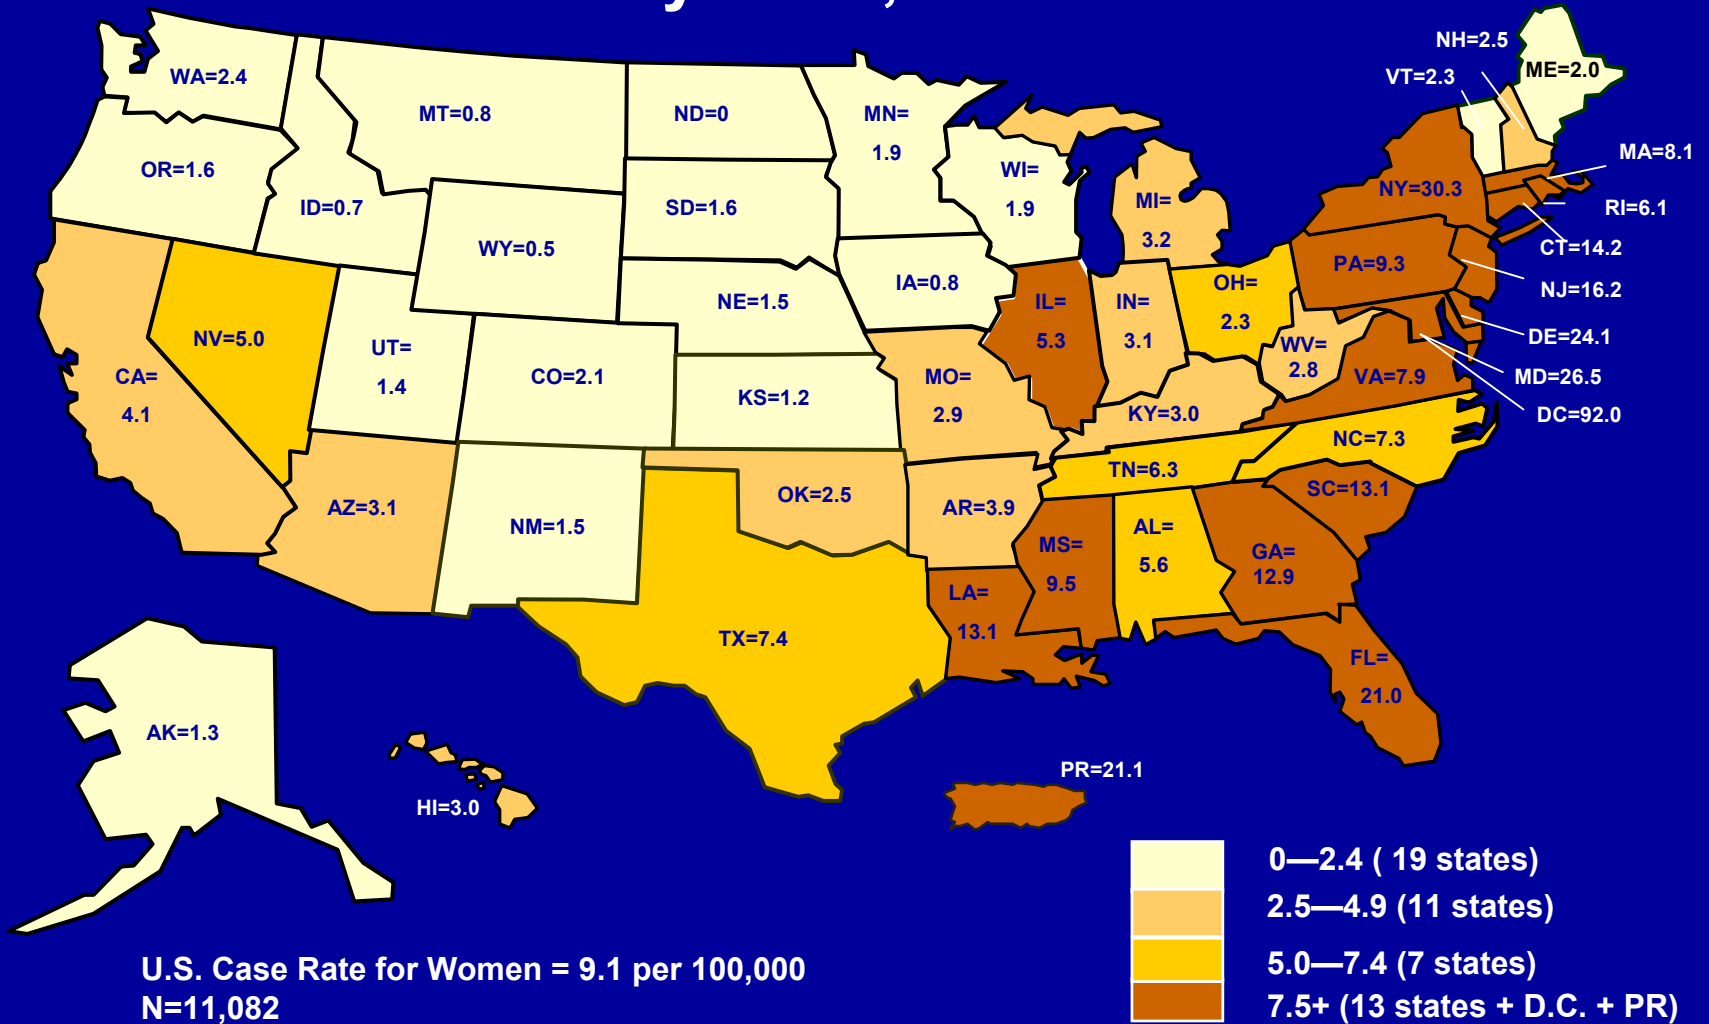 y
,
NH=2.5
VT=2.3
ME=2.0
WA=2.4
MT=0.8
ND=0
MN=
1.9
OR=1.6
ID=0.7
WY=0.5
SD=1.6
WI=
1.9
MI=
3.2
NY=30.3
MA=8.1
RI=6.1
CT=14.2
NJ=16.2
PA=9.3
DE=24.1
MD=26.5
DC=92.0
NV=5.0
UT=
1.4
CA=
4.1
CO=2.1
NE=1.5
IA=0.8
KS=1.2
MO=
2.9
IL=
5.3
IN=
3.1
OH=
2.3
WV=
2.8
VA=7.9
KY=3.0
NC=7.3
TN=6.3
SC=13.1
AZ=3.1
NM=1.5
OK=2.5
AR=3.9
MS=
9.5
AL=
5.6
GA=
12.9
LA=
13.1
TX=7.4
FL=
21.0
AK=1.3
HI=3.0
PR=21.1
0—2.4 ( 19 states)
2.5—4.9 (11 states)
5.0—7.4 (7 states)
7.5+ (13 states + D.C. + PR)
U.S. Case Rate for Women = 9.1 per 100,000
N=11,082